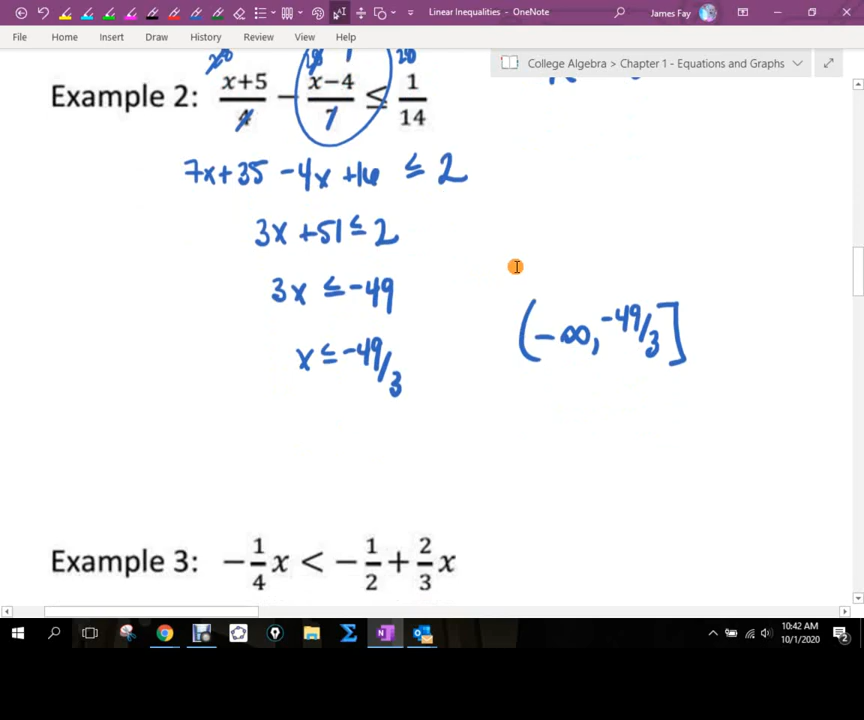 Linear Inequalities - OneNote
James Fay
File Home Insert Draw History Review View Help
College Algebra > Chapter 1 - Equations and Graphs
Example 2: x+5/4 − x−4/7 ≤ 1/14
7x+35 -4x +16 ≤ 2
3x +51 ≤ 2
3x ≤ -49
x ≤ -49/3
(-∞, -49/3]
Example 3: −1/4 x < −1/2 + 2/3 x
10:42 AM
10/1/2020
2